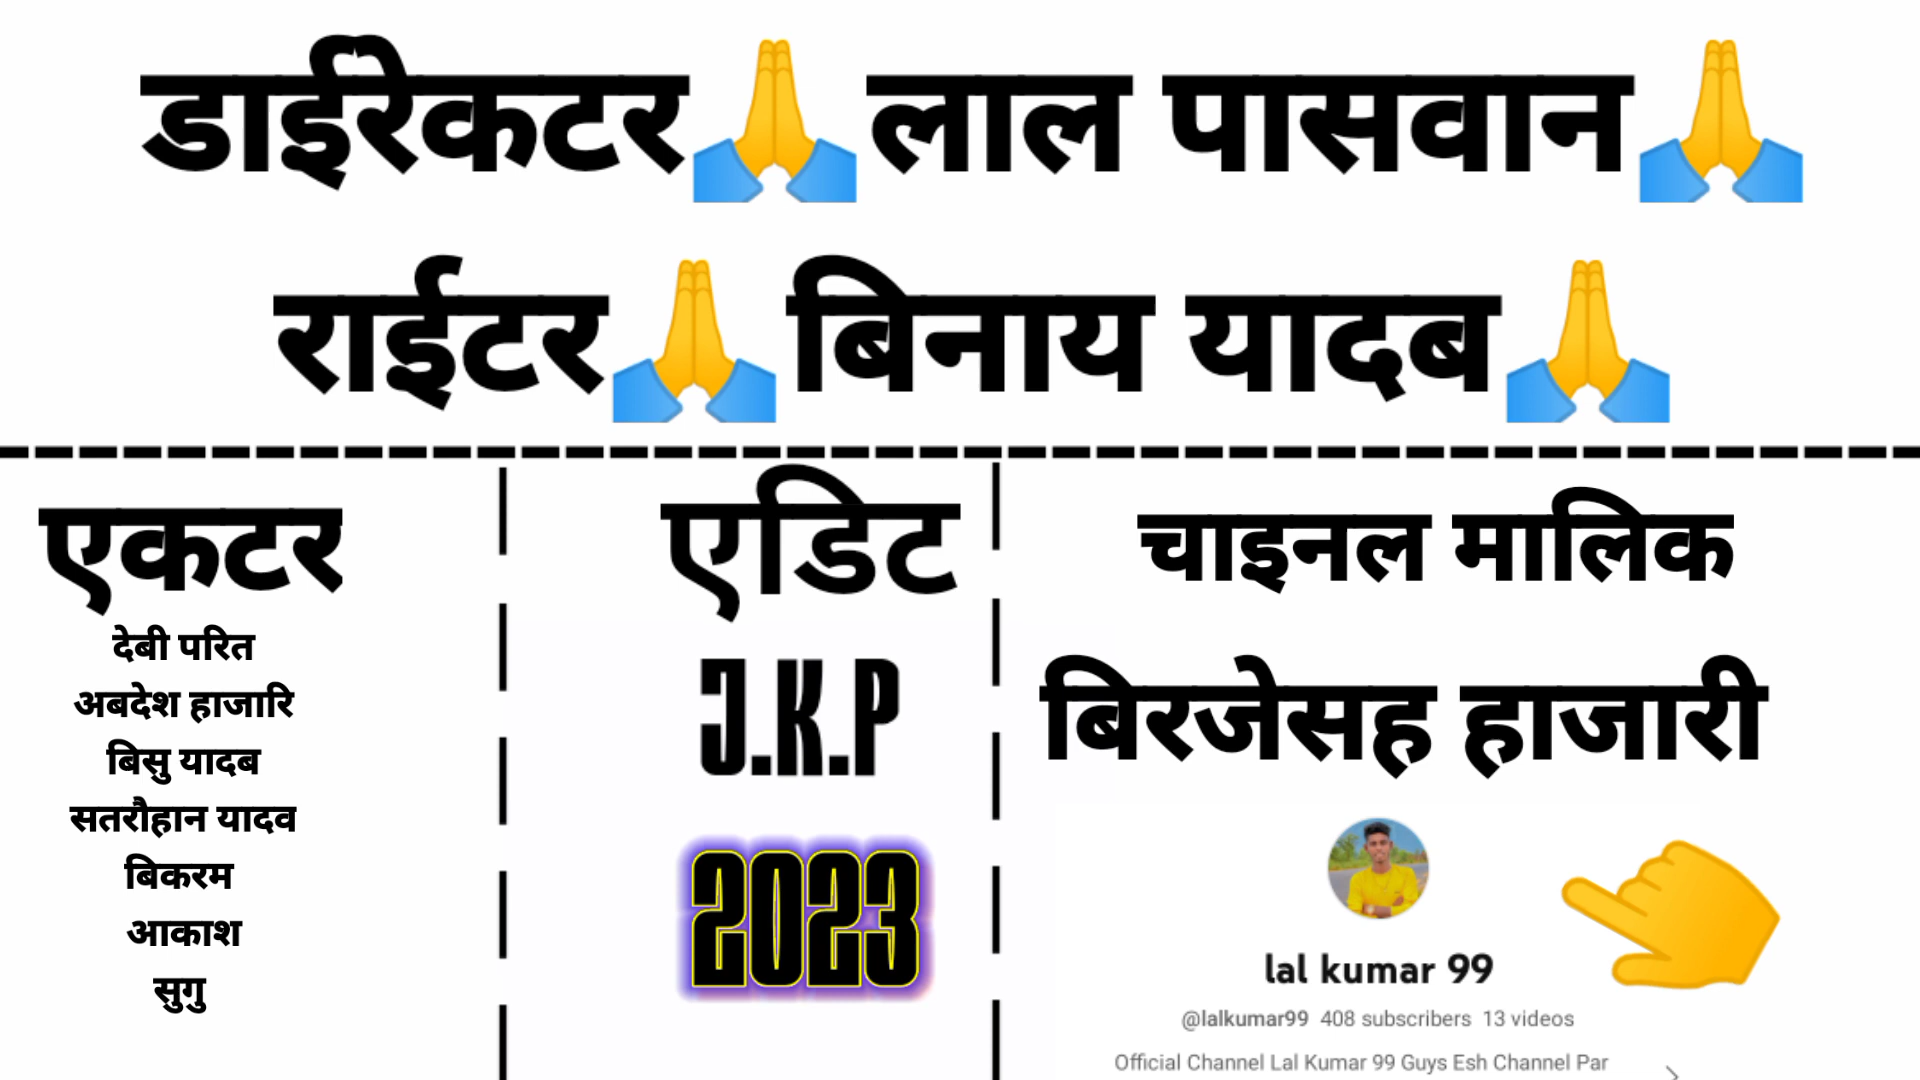 डाईरेकटर🙏लाल पासवान🙏
राईटर🙏बिनाय यादब🙏
एकटर
देबी परित
अबदेश हाजारि
बिसु यादब
सतरौहान यादव
बिकरम
आकाश
सुगु
एडिट
J.K.P
2023
चाइनल मालिक
बिरजेसह हाजारी
lal kumar 99
@lalkumar99 408 subscribers 13 videos
Official Channel Lal Kumar 99 Guys Esh Channel Par